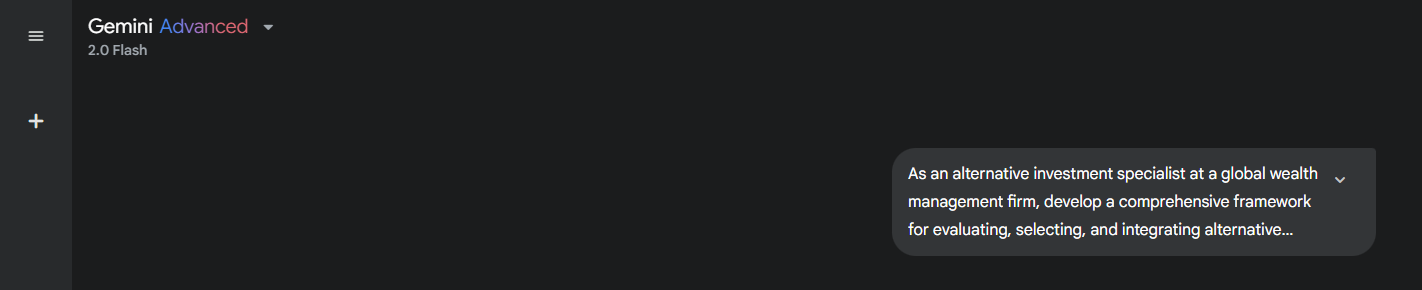 Gemini Advanced
2.0 Flash
As an alternative investment specialist at a global wealth
management firm, develop a comprehensive framework
for evaluating, selecting, and integrating alternative...